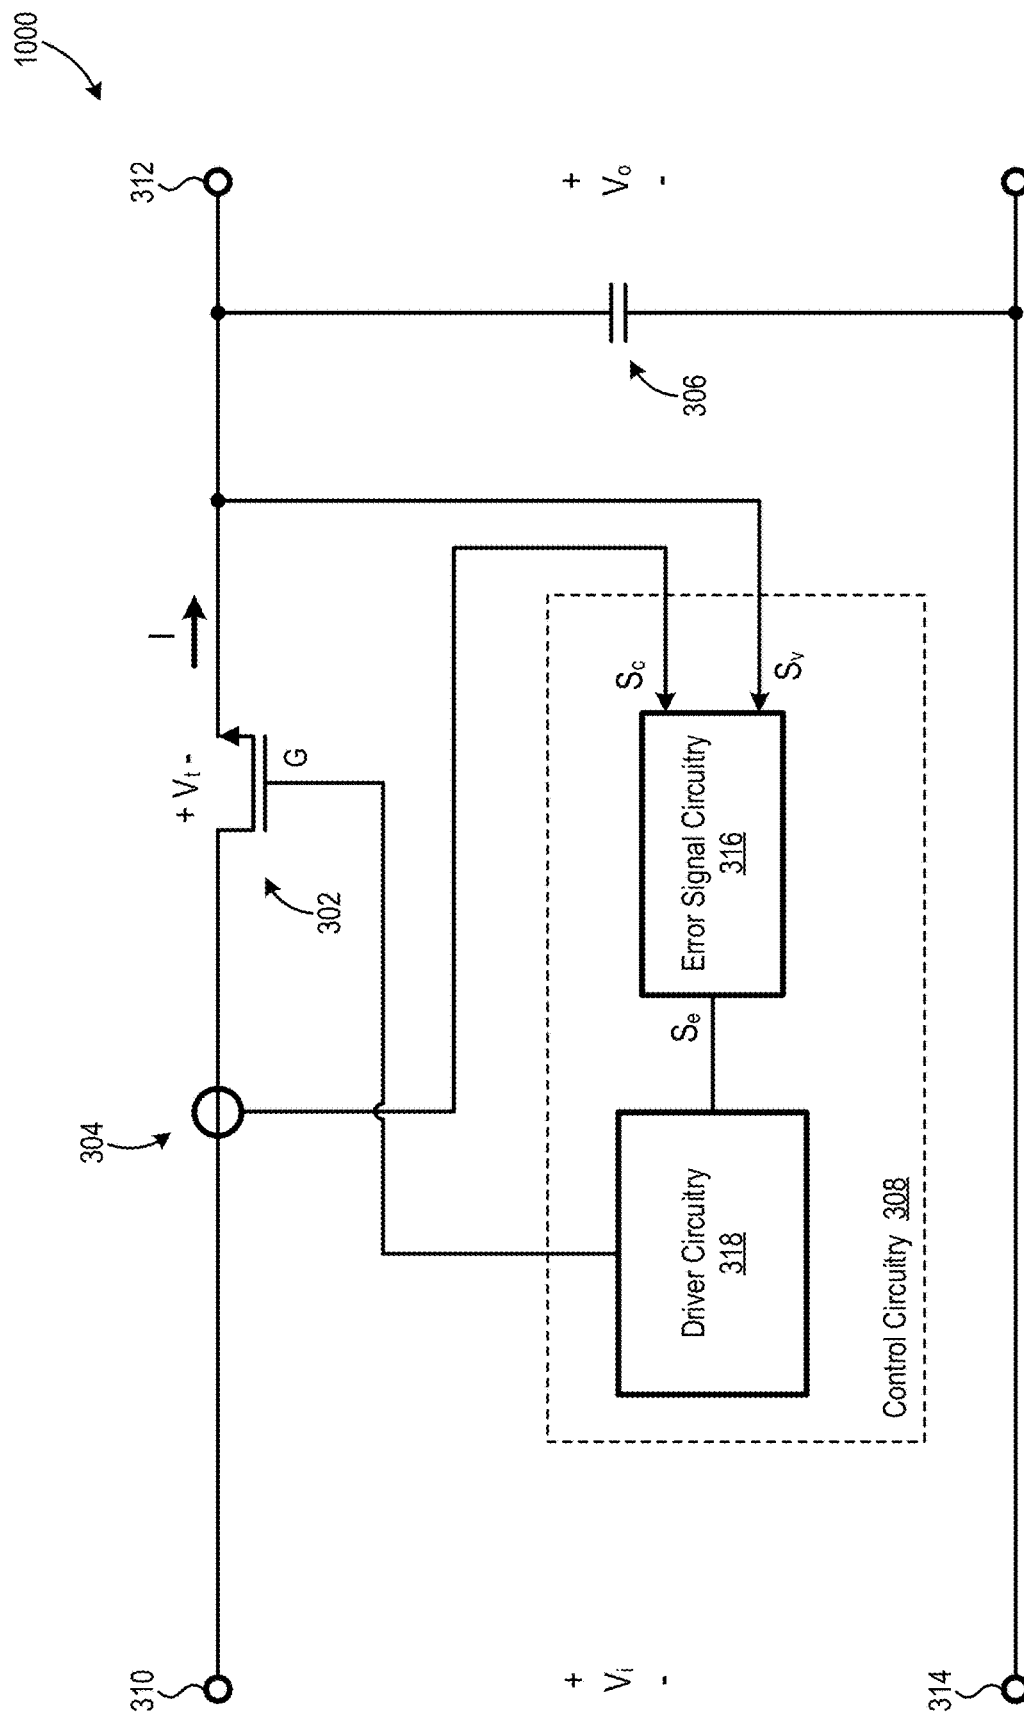 1000
304
I
+ Vt -
302
G
310
312
+
Vi
-
+
Vo
-
306
Sc
Sv
Se
Driver Circuitry
318
Error Signal Circuitry
316
Control Circuitry 308
314